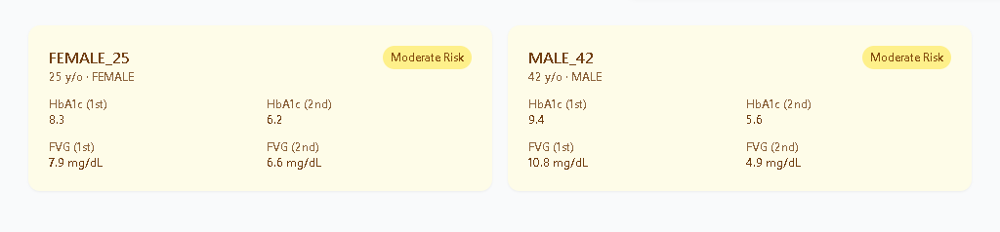 FEMALE_25
Moderate Risk
25 y/o · FEMALE
HbA1c (1st)
HbA1c (2nd)
8.3
6.2
FVG (1st)
FVG (2nd)
7.9 mg/dL
6.6 mg/dL
MALE_42
Moderate Risk
42 y/o · MALE
HbA1c (1st)
HbA1c (2nd)
9.4
5.6
FVG (1st)
FVG (2nd)
10.8 mg/dL
4.9 mg/dL